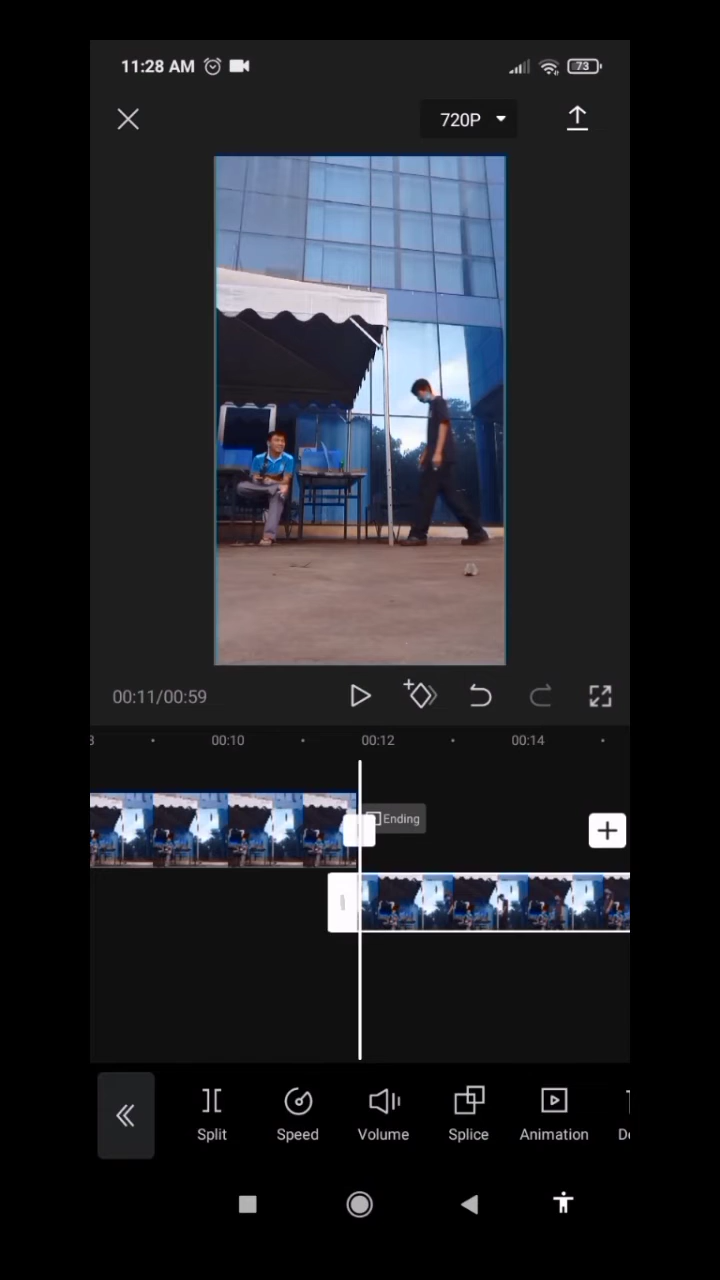 11:28 AM
73
720P
00:11/00:59
00:10
00:12
00:14
Ending
Split
Speed
Volume
Splice
Animation